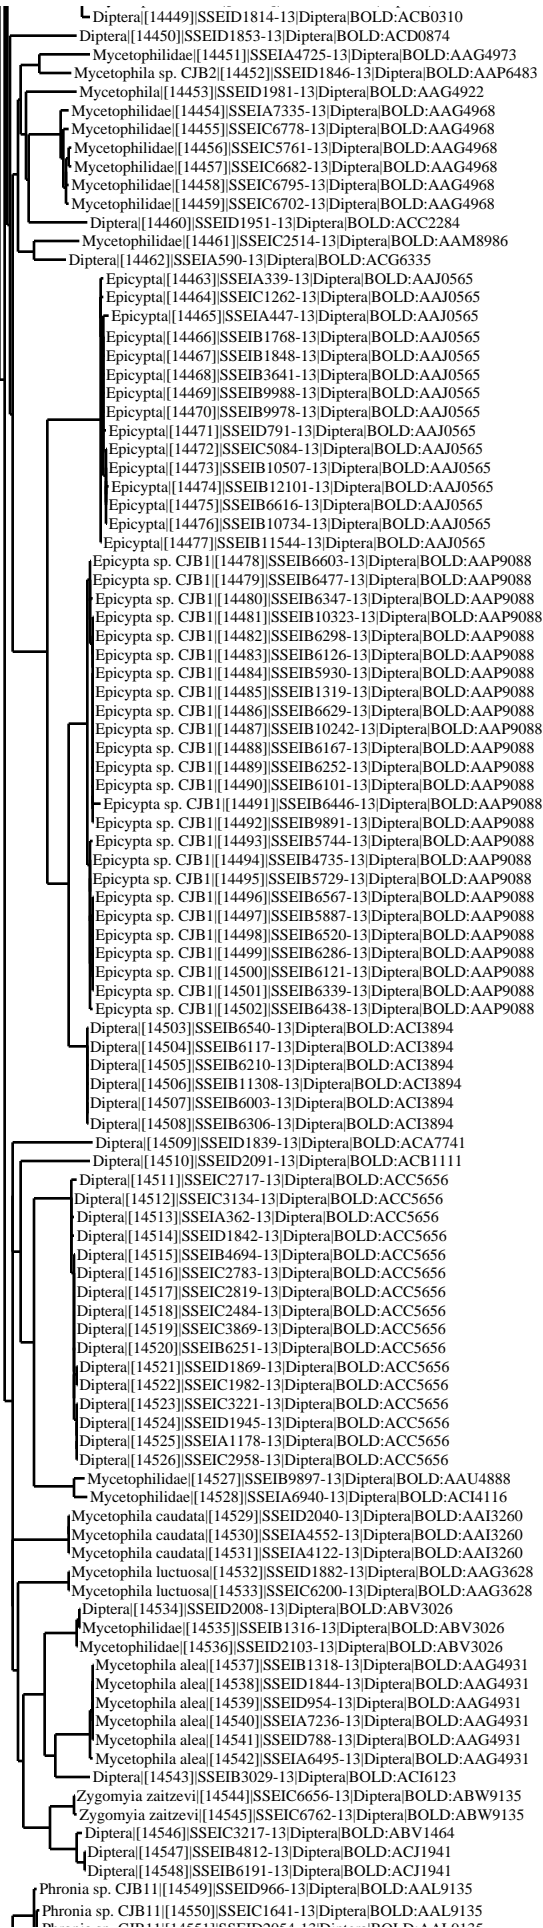 Diptera|[14449]|SSEID1814-13|Diptera|BOLD:ACB0310
Diptera|[14450]|SSEID1853-13|Diptera|BOLD:ACD0874
Mycetophilidae|[14451]|SSEIA4725-13|Diptera|BOLD:AAG4973
Mycetophila sp. CJB2|[14452]|SSEID1846-13|Diptera|BOLD:AAP6483
Mycetophila|[14453]|SSEID1981-13|Diptera|BOLD:AAG4922
Mycetophilidae|[14454]|SSEIA7335-13|Diptera|BOLD:AAG4968
Mycetophilidae|[14455]|SSEIC6778-13|Diptera|BOLD:AAG4968
Mycetophilidae|[14456]|SSEIC5761-13|Diptera|BOLD:AAG4968
Mycetophilidae|[14457]|SSEIC6682-13|Diptera|BOLD:AAG4968
Mycetophilidae|[14458]|SSEIC6795-13|Diptera|BOLD:AAG4968
Mycetophilidae|[14459]|SSEIC6702-13|Diptera|BOLD:AAG4968
Diptera|[14460]|SSEID1951-13|Diptera|BOLD:ACC2284
Mycetophilidae|[14461]|SSEIC2514-13|Diptera|BOLD:AAM8986
Diptera|[14462]|SSEIA590-13|Diptera|BOLD:ACG6335
Epicypta|[14463]|SSEIA339-13|Diptera|BOLD:AAJ0565
Epicypta|[14464]|SSEIC1262-13|Diptera|BOLD:AAJ0565
Epicypta|[14465]|SSEIA447-13|Diptera|BOLD:AAJ0565
Epicypta|[14466]|SSEIB1768-13|Diptera|BOLD:AAJ0565
Epicypta|[14467]|SSEIB1848-13|Diptera|BOLD:AAJ0565
Epicypta|[14468]|SSEIB3641-13|Diptera|BOLD:AAJ0565
Epicypta|[14469]|SSEIB9988-13|Diptera|BOLD:AAJ0565
Epicypta|[14470]|SSEIB9978-13|Diptera|BOLD:AAJ0565
Epicypta|[14471]|SSEID791-13|Diptera|BOLD:AAJ0565
Epicypta|[14472]|SSEIC5084-13|Diptera|BOLD:AAJ0565
Epicypta|[14473]|SSEIB10507-13|Diptera|BOLD:AAJ0565
Epicypta|[14474]|SSEIB12101-13|Diptera|BOLD:AAJ0565
Epicypta|[14475]|SSEIB6616-13|Diptera|BOLD:AAJ0565
Epicypta|[14476]|SSEIB10734-13|Diptera|BOLD:AAJ0565
Epicypta|[14477]|SSEIB11544-13|Diptera|BOLD:AAJ0565
Epicypta sp. CJB1|[14478]|SSEIB6603-13|Diptera|BOLD:AAP9088
Epicypta sp. CJB1|[14479]|SSEIB6477-13|Diptera|BOLD:AAP9088
Epicypta sp. CJB1|[14480]|SSEIB6347-13|Diptera|BOLD:AAP9088
Epicypta sp. CJB1|[14481]|SSEIB10323-13|Diptera|BOLD:AAP9088
Epicypta sp. CJB1|[14482]|SSEIB6298-13|Diptera|BOLD:AAP9088
Epicypta sp. CJB1|[14483]|SSEIB6126-13|Diptera|BOLD:AAP9088
Epicypta sp. CJB1|[14484]|SSEIB5930-13|Diptera|BOLD:AAP9088
Epicypta sp. CJB1|[14485]|SSEIB1319-13|Diptera|BOLD:AAP9088
Epicypta sp. CJB1|[14486]|SSEIB6629-13|Diptera|BOLD:AAP9088
Epicypta sp. CJB1|[14487]|SSEIB10242-13|Diptera|BOLD:AAP9088
Epicypta sp. CJB1|[14488]|SSEIB6167-13|Diptera|BOLD:AAP9088
Epicypta sp. CJB1|[14489]|SSEIB6252-13|Diptera|BOLD:AAP9088
Epicypta sp. CJB1|[14490]|SSEIB6101-13|Diptera|BOLD:AAP9088
Epicypta sp. CJB1|[14491]|SSEIB6446-13|Diptera|BOLD:AAP9088
Epicypta sp. CJB1|[14492]|SSEIB9891-13|Diptera|BOLD:AAP9088
Epicypta sp. CJB1|[14493]|SSEIB5744-13|Diptera|BOLD:AAP9088
Epicypta sp. CJB1|[14494]|SSEIB4735-13|Diptera|BOLD:AAP9088
Epicypta sp. CJB1|[14495]|SSEIB5729-13|Diptera|BOLD:AAP9088
Epicypta sp. CJB1|[14496]|SSEIB6567-13|Diptera|BOLD:AAP9088
Epicypta sp. CJB1|[14497]|SSEIB5887-13|Diptera|BOLD:AAP9088
Epicypta sp. CJB1|[14498]|SSEIB6520-13|Diptera|BOLD:AAP9088
Epicypta sp. CJB1|[14499]|SSEIB6286-13|Diptera|BOLD:AAP9088
Epicypta sp. CJB1|[14500]|SSEIB6121-13|Diptera|BOLD:AAP9088
Epicypta sp. CJB1|[14501]|SSEIB6339-13|Diptera|BOLD:AAP9088
Epicypta sp. CJB1|[14502]|SSEIB6438-13|Diptera|BOLD:AAP9088
Diptera|[14503]|SSEIB6540-13|Diptera|BOLD:ACI3894
Diptera|[14504]|SSEIB6117-13|Diptera|BOLD:ACI3894
Diptera|[14505]|SSEIB6210-13|Diptera|BOLD:ACI3894
Diptera|[14506]|SSEIB11308-13|Diptera|BOLD:ACI3894
Diptera|[14507]|SSEIB6003-13|Diptera|BOLD:ACI3894
Diptera|[14508]|SSEIB6306-13|Diptera|BOLD:ACI3894
Diptera|[14509]|SSEID1839-13|Diptera|BOLD:ACA7741
Diptera|[14510]|SSEID2091-13|Diptera|BOLD:ACB1111
Diptera|[14511]|SSEIC2717-13|Diptera|BOLD:ACC5656
Diptera|[14512]|SSEIC3134-13|Diptera|BOLD:ACC5656
Diptera|[14513]|SSEIA362-13|Diptera|BOLD:ACC5656
Diptera|[14514]|SSEID1842-13|Diptera|BOLD:ACC5656
Diptera|[14515]|SSEIB4694-13|Diptera|BOLD:ACC5656
Diptera|[14516]|SSEIC2783-13|Diptera|BOLD:ACC5656
Diptera|[14517]|SSEIC2819-13|Diptera|BOLD:ACC5656
Diptera|[14518]|SSEIC2484-13|Diptera|BOLD:ACC5656
Diptera|[14519]|SSEIC3869-13|Diptera|BOLD:ACC5656
Diptera|[14520]|SSEIB6251-13|Diptera|BOLD:ACC5656
Diptera|[14521]|SSEID1869-13|Diptera|BOLD:ACC5656
Diptera|[14522]|SSEIC1982-13|Diptera|BOLD:ACC5656
Diptera|[14523]|SSEIC3221-13|Diptera|BOLD:ACC5656
Diptera|[14524]|SSEID1945-13|Diptera|BOLD:ACC5656
Diptera|[14525]|SSEIA1178-13|Diptera|BOLD:ACC5656
Diptera|[14526]|SSEIC2958-13|Diptera|BOLD:ACC5656
Mycetophilidae|[14527]|SSEIB9897-13|Diptera|BOLD:AAU4888
Mycetophilidae|[14528]|SSEIA6940-13|Diptera|BOLD:ACI4116
Mycetophila caudata|[14529]|SSEID2040-13|Diptera|BOLD:AAI3260
Mycetophila caudata|[14530]|SSEIA4552-13|Diptera|BOLD:AAI3260
Mycetophila caudata|[14531]|SSEIA4122-13|Diptera|BOLD:AAI3260
Mycetophila luctuosa|[14532]|SSEID1882-13|Diptera|BOLD:AAG3628
Mycetophila luctuosa|[14533]|SSEIC6200-13|Diptera|BOLD:AAG3628
Diptera|[14534]|SSEID2008-13|Diptera|BOLD:ABV3026
Mycetophilidae|[14535]|SSEIB1316-13|Diptera|BOLD:ABV3026
Mycetophilidae|[14536]|SSEID2103-13|Diptera|BOLD:ABV3026
Mycetophila alea|[14537]|SSEIB1318-13|Diptera|BOLD:AAG4931
Mycetophila alea|[14538]|SSEID1844-13|Diptera|BOLD:AAG4931
Mycetophila alea|[14539]|SSEID954-13|Diptera|BOLD:AAG4931
Mycetophila alea|[14540]|SSEIA7236-13|Diptera|BOLD:AAG4931
Mycetophila alea|[14541]|SSEID788-13|Diptera|BOLD:AAG4931
Mycetophila alea|[14542]|SSEIA6495-13|Diptera|BOLD:AAG4931
Diptera|[14543]|SSEIB3029-13|Diptera|BOLD:ACI6123
Zygomyia zaitzevi|[14544]|SSEIC6656-13|Diptera|BOLD:ABW9135
Zygomyia zaitzevi|[14545]|SSEIC6762-13|Diptera|BOLD:ABW9135
Diptera|[14546]|SSEIC3217-13|Diptera|BOLD:ABV1464
Diptera|[14547]|SSEIB4812-13|Diptera|BOLD:ACJ1941
Diptera|[14548]|SSEIB6191-13|Diptera|BOLD:ACJ1941
Phronia sp. CJB11|[14549]|SSEID966-13|Diptera|BOLD:AAL9135
Phronia sp. CJB11|[14550]|SSEIC1641-13|Diptera|BOLD:AAL9135